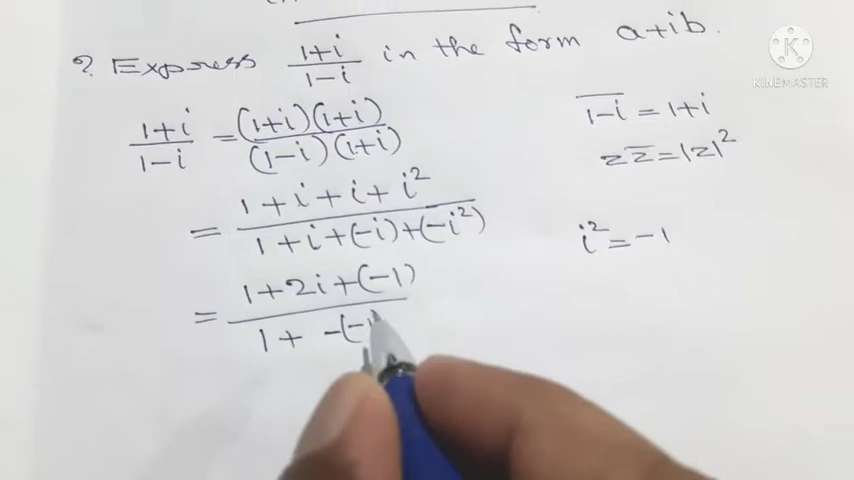 ? Express (1+i)/(1-i) in the form a+ib.
(1+i)/(1-i) = (1+i)(1+i)/(1-i)(1+i)
= (1+i+i+i²)/(1+i+(-i)+(-i²))
= (1+2i+(-1))/(1+ -(-1
1-i̅ = 1+i
z z̅ = |z|²
i² = -1
K
KINEMASTER